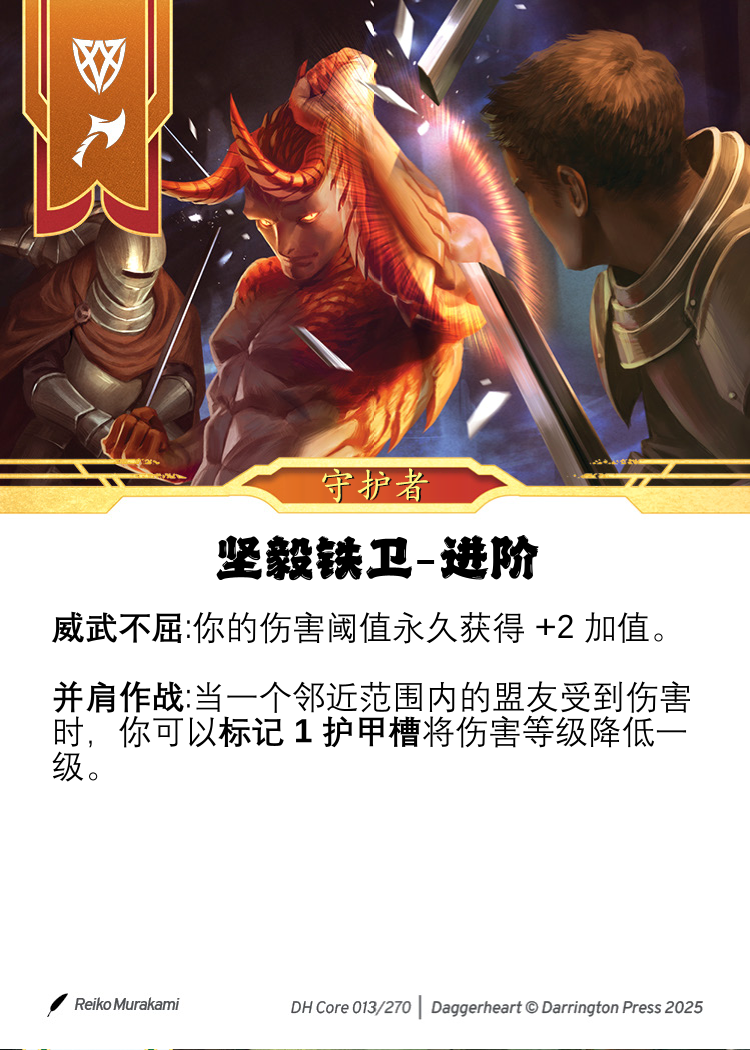 守护者
坚毅铁卫-进阶
威武不屈:你的伤害阈值永久获得 +2 加值。
并肩作战:当一个邻近范围内的盟友受到伤害
时，你可以标记 1 护甲槽将伤害等级降低一
级。
Reiko Murakami
DH Core 013/270 | Daggerheart © Darrington Press 2025